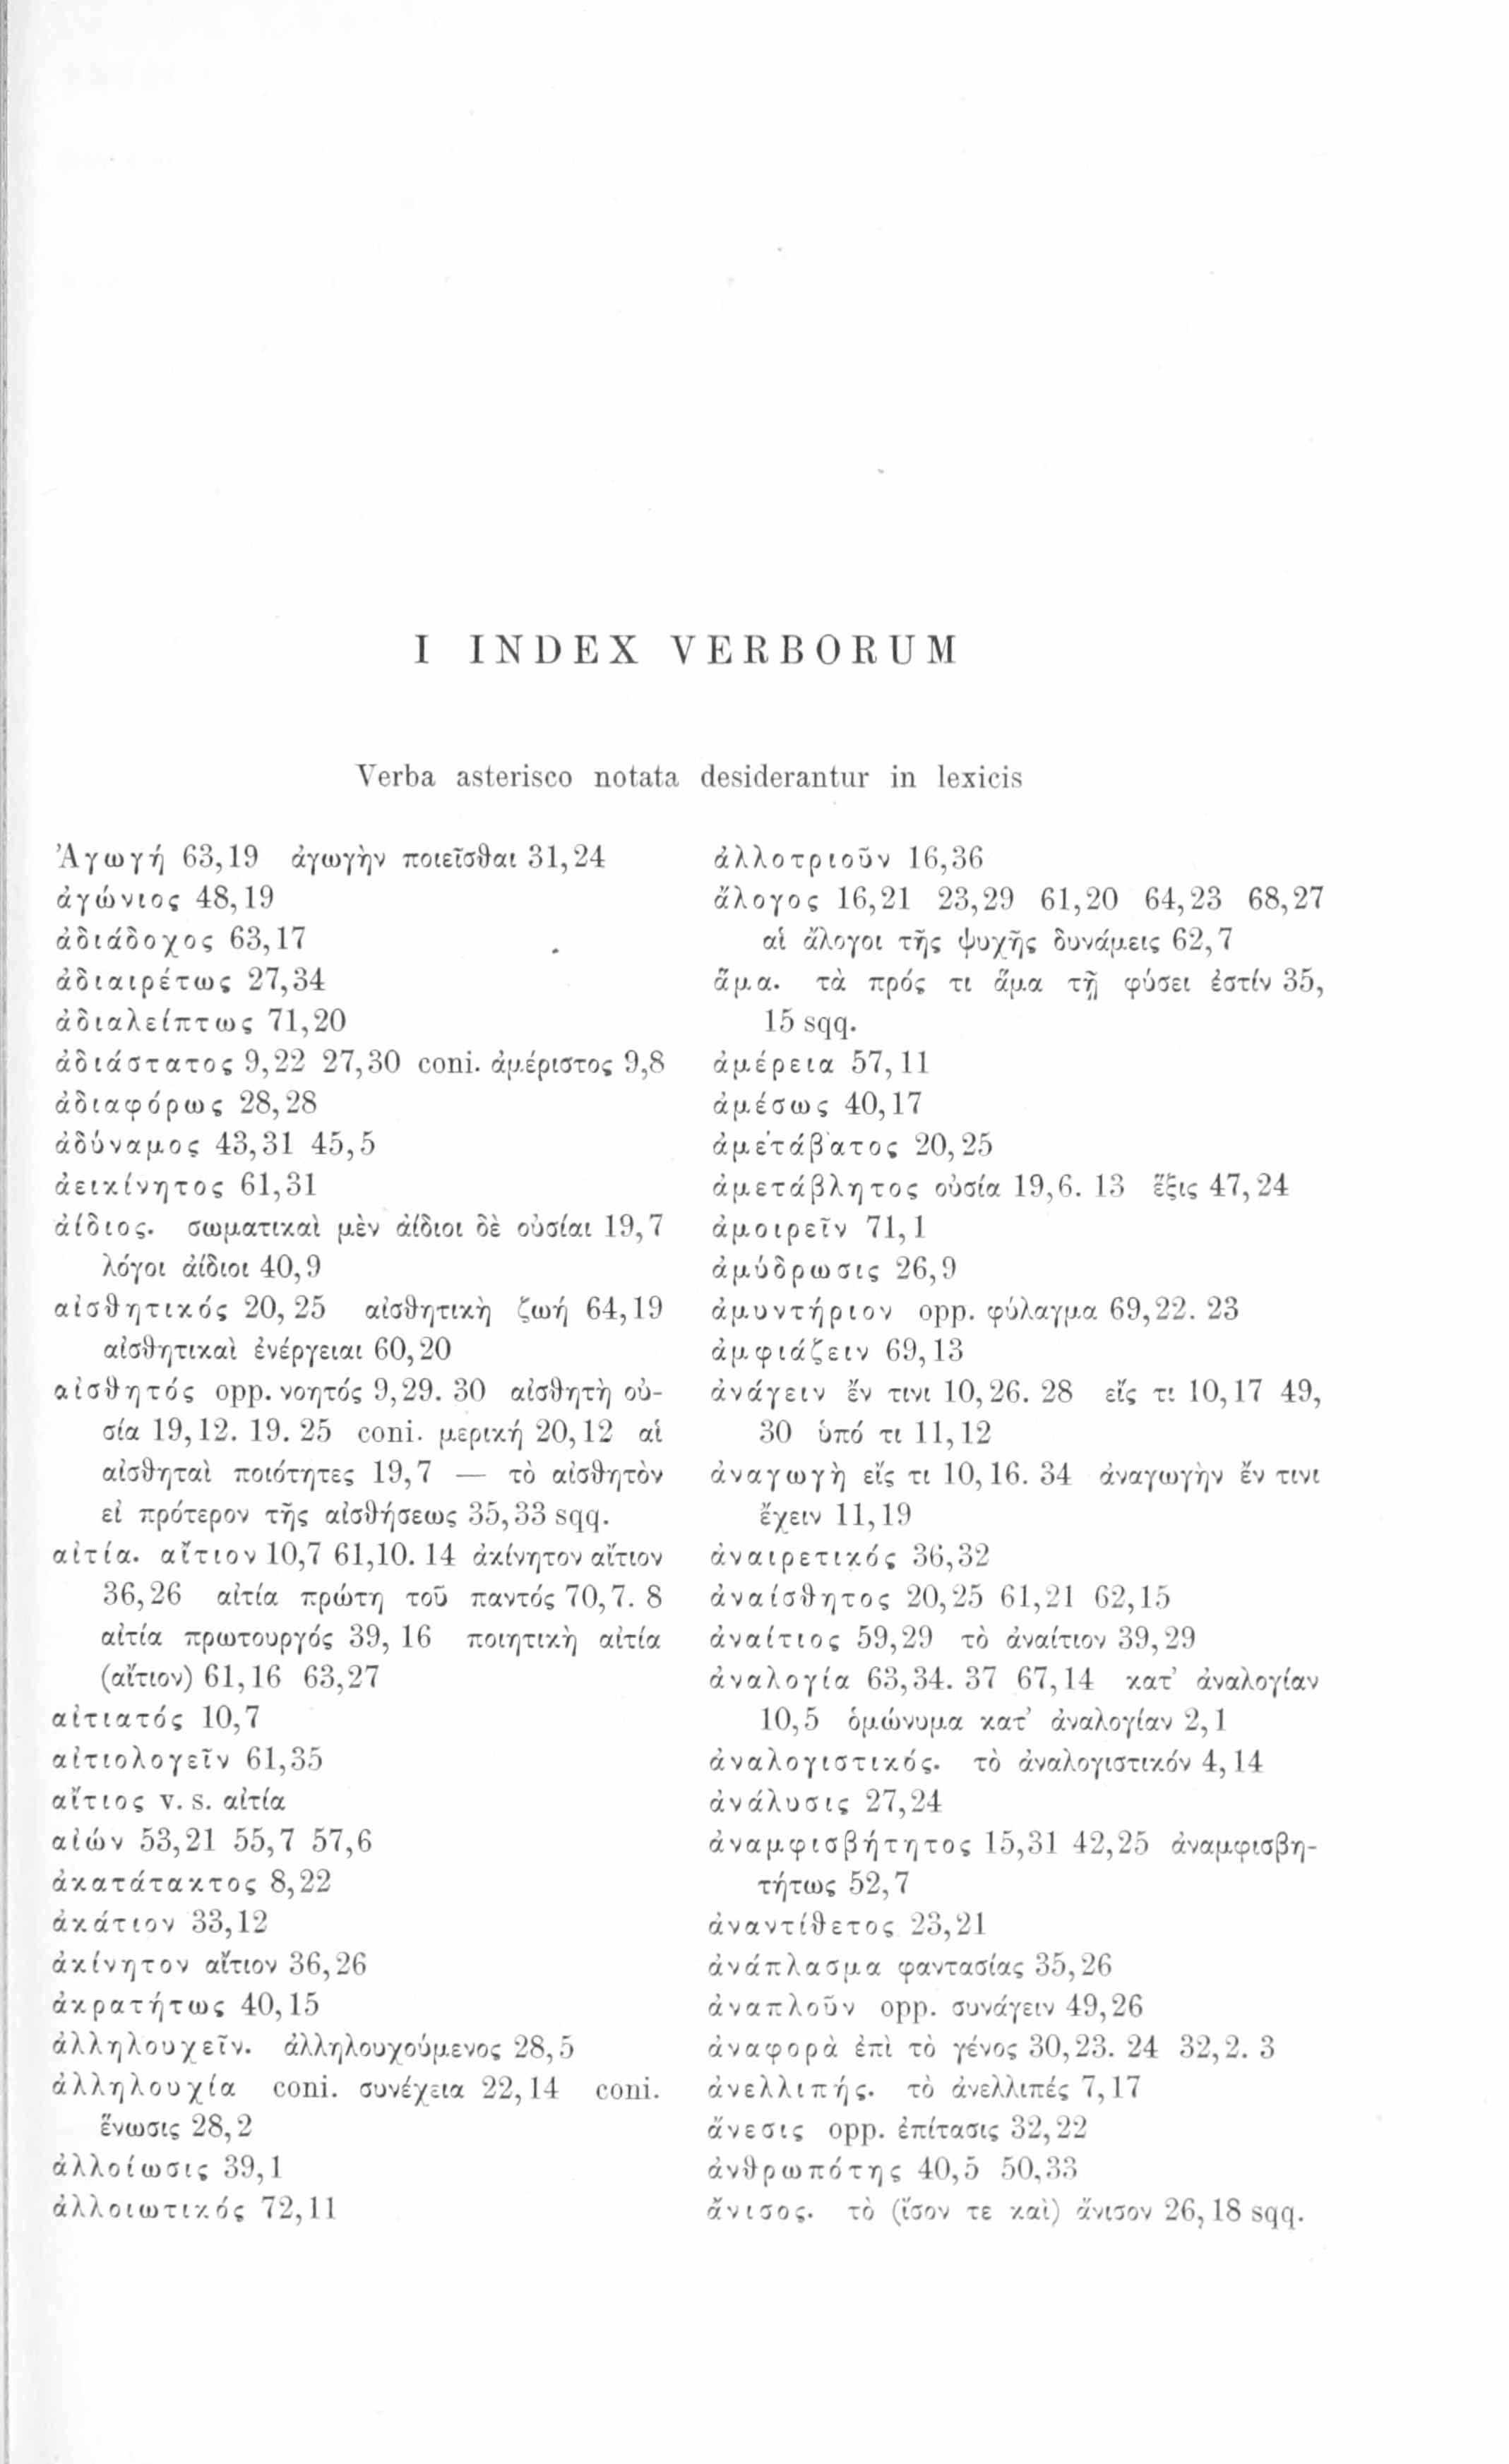 I INDEX VERBORUM
Verba asterisco notata desiderantur in lexicis
Ἀγωγή 63,19 ἀγωγὴν ποιεῖσθαι 31,24
ἀγώνιος 48,19
ἀδιάδοχος 63,17
ἀδιαιρέτως 27,34
ἀδιαλείπτως 71,20
ἀδιάστατος 9,22 27,30 coni. ἀμέριστος 9,8
ἀδιαφόρως 28,28
ἀδύναμος 43,31 45,5
ἀεικίνητος 61,31
ἀίδιος. σωματικαὶ μὲν ἀίδιοι δὲ οὐσίαι 19,7
λόγοι ἀίδιοι 40,9
αἰσθητικός 20,25 αἰσθητικὴ ζωή 64,19
αἰσθητικαὶ ἐνέργειαι 60,20
αἰσθητός opp. νοητός 9,29. 30 αἰσθητὴ οὐ-
σία 19,12. 19. 25 coni. μερική 20,12 αἱ
αἰσθηταὶ ποιότητες 19,7 — τὸ αἰσθητὸν
εἰ πρότερον τῆς αἰσθήσεως 35,33 sqq.
αἰτία. αἴτιον 10,7 61,10. 14 ἀκίνητον αἴτιον
36,26 αἰτία πρώτη τοῦ παντός 70,7. 8
αἰτία πρωτουργός 39,16 ποιητικὴ αἰτία
(αἴτιον) 61,16 63,27
αἰτιατός 10,7
αἰτιολογεῖν 61,35
αἴτιος v. s. αἰτία
αἰών 53,21 55,7 57,6
ἀκατάτακτος 8,22
ἀκάτιον 33,12
ἀκίνητον αἴτιον 36,26
ἀκρατήτως 40,15
ἀλληλουχεῖν. ἀλληλουχούμενος 28,5
ἀλληλουχία coni. συνέχεια 22,14 coni.
ἕνωσις 28,2
ἀλλοίωσις 39,1
ἀλλοιωτικός 72,11
ἀλλοτριοῦν 16,36
ἄλογος 16,21 23,29 61,20 64,23 68,27
αἱ ἄλογοι τῆς ψυχῆς δυνάμεις 62,7
ἅμα. τὰ πρός τι ἅμα τῇ φύσει ἐστίν 35,
15 sqq.
ἀμέρεια 57,11
ἀμέσως 40,17
ἀμετάβατος 20,25
ἀμετάβλητος οὐσία 19,6. 13 ἕξις 47,24
ἀμοιρεῖν 71,1
ἀμύδρωσις 26,9
ἀμυντήριον opp. φύλαγμα 69,22. 23
ἀμφιάζειν 69,13
ἀνάγειν ἔν τινι 10,26. 28 εἴς τι 10,17 49,
30 ὑπό τι 11,12
ἀναγωγὴ εἴς τι 10,16. 34 ἀναγωγὴν ἔν τινι
ἔχειν 11,19
ἀναιρετικός 36,32
ἀναίσθητος 20,25 61,21 62,15
ἀναίτιος 59,29 τὸ ἀναίτιον 39,29
ἀναλογία 63,34. 37 67,14 κατ’ ἀναλογίαν
10,5 ὁμώνυμα κατ’ ἀναλογίαν 2,1
ἀναλογιστικός. τὸ ἀναλογιστικόν 4,14
ἀνάλυσις 27,24
ἀναμφισβήτητος 15,31 42,25 ἀναμφισβη-
τήτως 52,7
ἀναντίθετος 23,21
ἀνάπλασμα φαντασίας 35,26
ἀναπλοῦν opp. συνάγειν 49,26
ἀναφορὰ ἐπὶ τὸ γένος 30,23. 24 32,2. 3
ἀνελλιπής. τὸ ἀνελλιπές 7,17
ἄνεσις opp. ἐπίτασις 32,22
ἀνθρωπότης 40,5 50,33
ἄνισος. τὸ (ἴσον τε καὶ) ἄνισον 26,18 sqq.